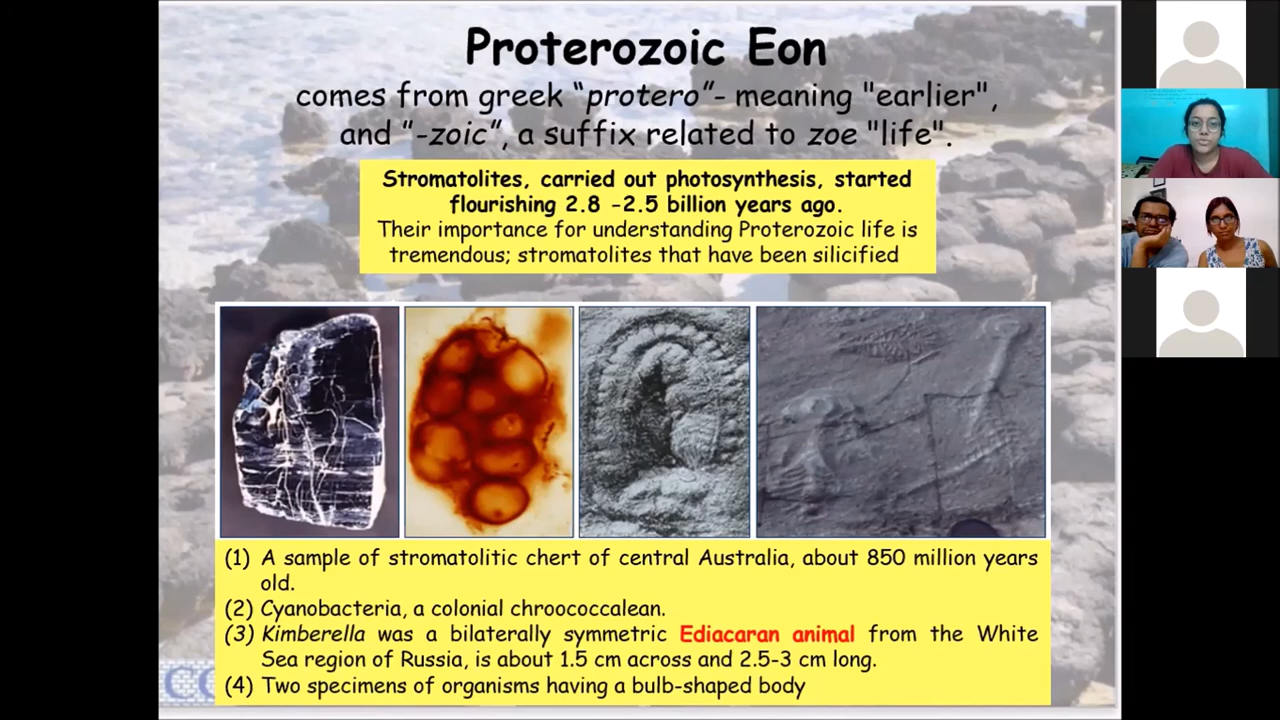 Proterozoic Eon
comes from greek “protero”- meaning "earlier",
and "-zoic", a suffix related to zoe "life".
Stromatolites, carried out photosynthesis, started
flourishing 2.8 -2.5 billion years ago.
Their importance for understanding Proterozoic life is
tremendous; stromatolites that have been silicified
(1) A sample of stromatolitic chert of central Australia, about 850 million years
old.
(2) Cyanobacteria, a colonial chroococcalean.
(3) Kimberella was a bilaterally symmetric Ediacaran animal from the White
Sea region of Russia, is about 1.5 cm across and 2.5-3 cm long.
(4) Two specimens of organisms having a bulb-shaped body